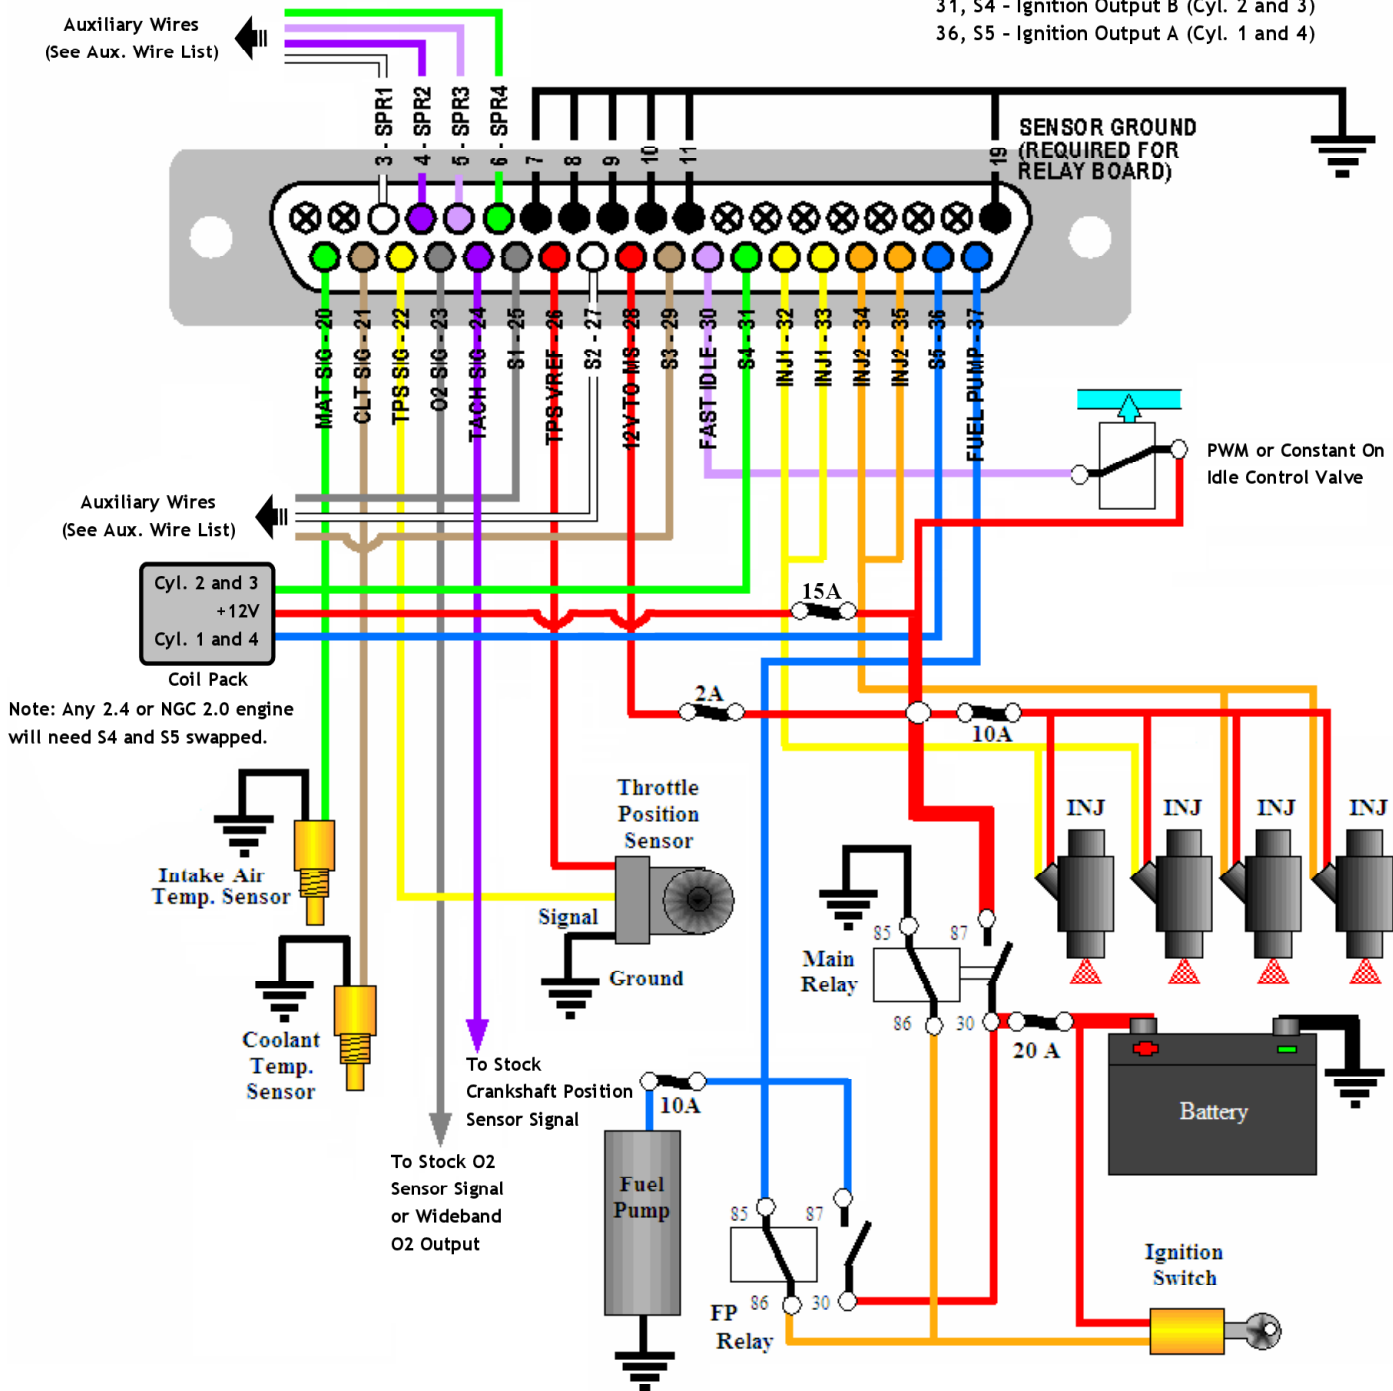 31, S4 - Ignition Output B (Cyl. 2 and 3)
36, S5 - Ignition Output A (Cyl. 1 and 4)
Auxiliary Wires
(See Aux. Wire List)
3 - SPR1
4 - SPR2
5 - SPR3
6 - SPR4
7
8
9
10
11
19
SENSOR GROUND
(REQUIRED FOR
RELAY BOARD)
MAT SIG - 20
CLT SIG - 21
TPS SIG - 22
O2 SIG - 23
TACH SIG - 24
S1 - 25
TPS VREF - 26
S2 - 27
12V TO MS - 28
S3 - 29
FAST IDLE - 30
S4 - 31
INJ1 - 32
INJ1 - 33
INJ2 - 34
INJ2 - 35
S5 - 36
FUEL PUMP - 37
PWM or Constant On
Idle Control Valve
Auxiliary Wires
(See Aux. Wire List)
Cyl. 2 and 3
+12V
Cyl. 1 and 4
Coil Pack
15A
2A
10A
Note: Any 2.4 or NGC 2.0 engine
will need S4 and S5 swapped.
Throttle
Position
Sensor
INJ
INJ
INJ
INJ
Intake Air
Temp. Sensor
Signal
Ground
85
87
Main
Relay
86
30
20 A
Coolant
Temp.
Sensor
To Stock
Crankshaft Position
Sensor Signal
10A
Battery
To Stock O2
Sensor Signal
or Wideband
O2 Output
Fuel
Pump
85
87
86
30
FP
Relay
Ignition
Switch